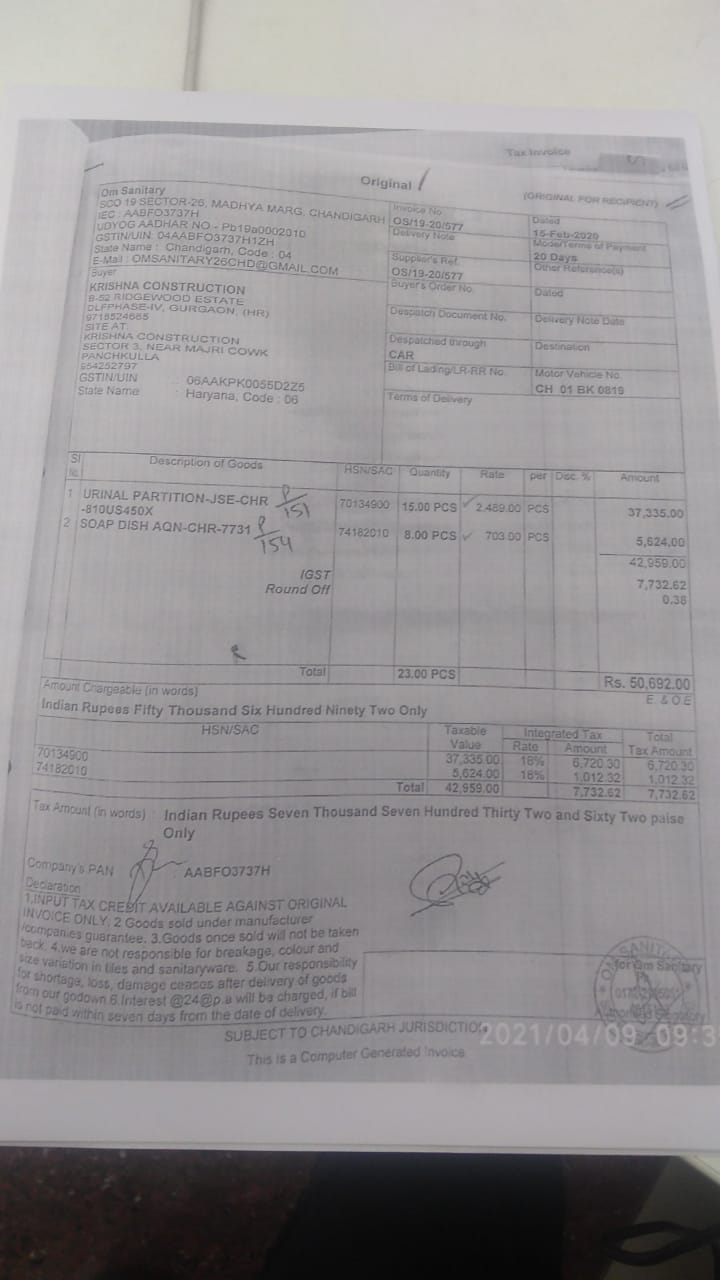 Tax Invoice
Original
(ORIGINAL FOR RECIPIENT)
Om Sanitary
SCO 19 SECTOR-26, MADHYA MARG, CHANDIGARH
IEC : AABFO3737H
UDYOG AADHAR NO - Pb19a0002010
GSTIN/UIN: 04AABFO3737H1ZH
State Name : Chandigarh, Code : 04
E-Mail : OMSANITARY26CHD@GMAIL.COM
Buyer
KRISHNA CONSTRUCTION
B-52 RIDGEWOOD ESTATE
DLFPHASE-IV, GURGAON, (HR)
9718524685
SITE AT.
KRISHNA CONSTRUCTION
SECTOR 3, NEAR MAJRI COWK
PANCHKULLA
954252797
GSTIN/UIN : 06AAKPK0055D2Z5
State Name : Haryana, Code : 06
Invoice No. Dated
OS/19-20/577 15-Feb-2020
Delivery Note Mode/Terms of Payment
20 Days
Supplier's Ref. Other Reference(s)
OS/19-20/577
Buyer's Order No. Dated
Despatch Document No. Delivery Note Date
Despatched through Destination
CAR
Bill of Lading/LR-RR No. Motor Vehicle No.
CH 01 BK 0819
Terms of Delivery
Sl No. Description of Goods HSN/SAC Quantity Rate per Disc. % Amount
1 URINAL PARTITION-JSE-CHR 70134900 15.00 PCS 2,489.00 PCS 37,335.00
-810US450X
P/151
2 SOAP DISH AQN-CHR-7731 74182010 8.00 PCS 703.00 PCS 5,624.00
P/154
42,959.00
IGST 7,732.62
Round Off 0.38
Total 23.00 PCS Rs. 50,692.00
Amount Chargeable (in words) E. & O.E
Indian Rupees Fifty Thousand Six Hundred Ninety Two Only
HSN/SAC Taxable Value Integrated Tax Total
Rate Amount Tax Amount
70134900 37,335.00 18% 6,720.30 6,720.30
74182010 5,624.00 18% 1,012.32 1,012.32
Total 42,959.00 7,732.62 7,732.62
Tax Amount (in words) : Indian Rupees Seven Thousand Seven Hundred Thirty Two and Sixty Two paise
Only
Company's PAN : AABFO3737H
Declaration
1.INPUT TAX CREDIT AVAILABLE AGAINST ORIGINAL
INVOICE ONLY. 2 Goods sold under manufacturer
/companies guarantee. 3.Goods once sold will not be taken
back. 4.we are not responsible for breakage, colour and
size variation in tiles and sanitaryware. 5.Our responsibility
for shortage, loss, damage ceases after delivery of goods
from our godown.6.Interest @24@p.a will be charged, if bill
is not paid within seven days from the date of delivery.
for Om Sanitary
SUBJECT TO CHANDIGARH JURISDICTION
2021/04/09 09:3
This is a Computer Generated Invoice